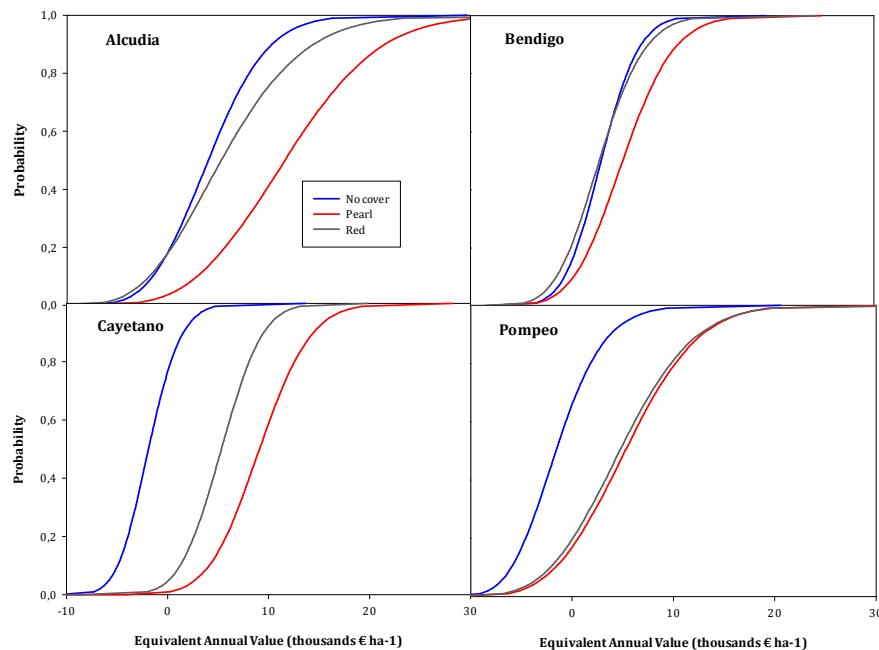 1,0
Alcudia
Bendigo
0,8
0,6
Probability
0,4
No cover
Pearl
Red
0,2
0,0
Cayetano
Pompeo
0,8
0,6
Probability
0,4
0,2
0,0
-10 0 10 20 30 0 10 20 30
Equivalent Annual Value (thousands € ha-1) Equivalent Annual Value (thousands € ha-1)